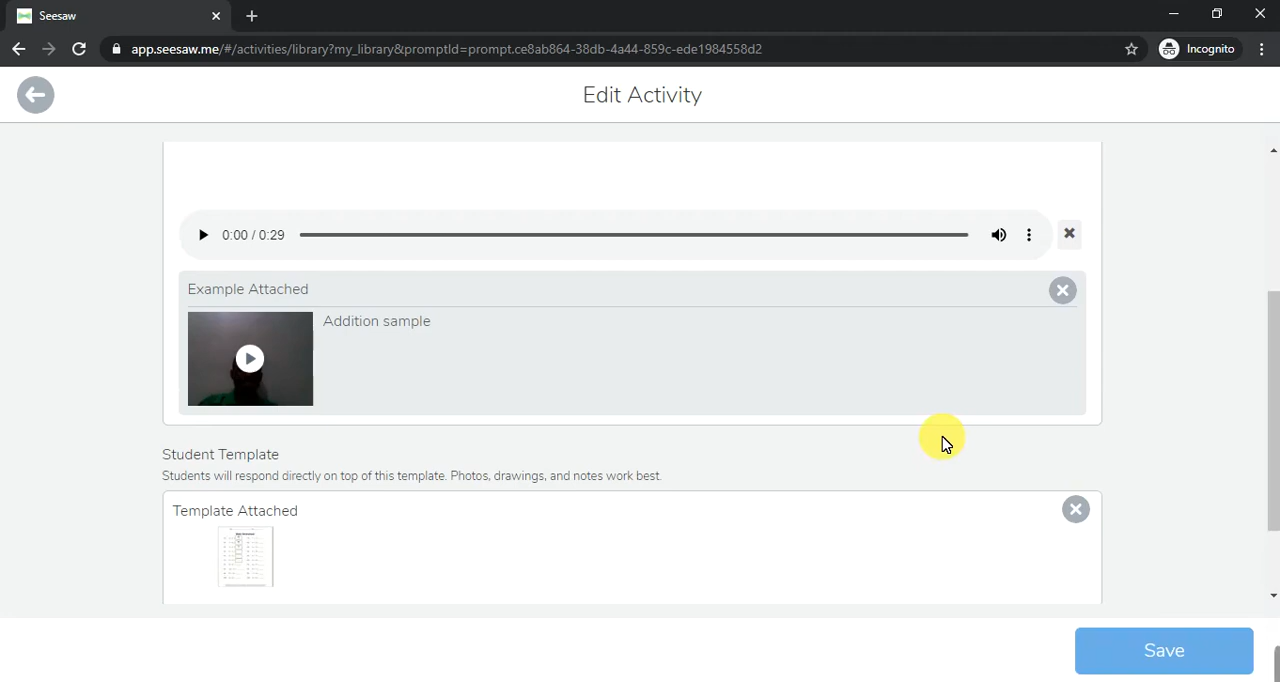 Seesaw
app.seesaw.me/#/activities/library?my_library&promptId=prompt.ce8ab864-38db-4a44-859c-ede1984558d2
Incognito
Edit Activity
0:00 / 0:29
Example Attached
Addition sample
Student Template
Students will respond directly on top of this template. Photos, drawings, and notes work best.
Template Attached
Save